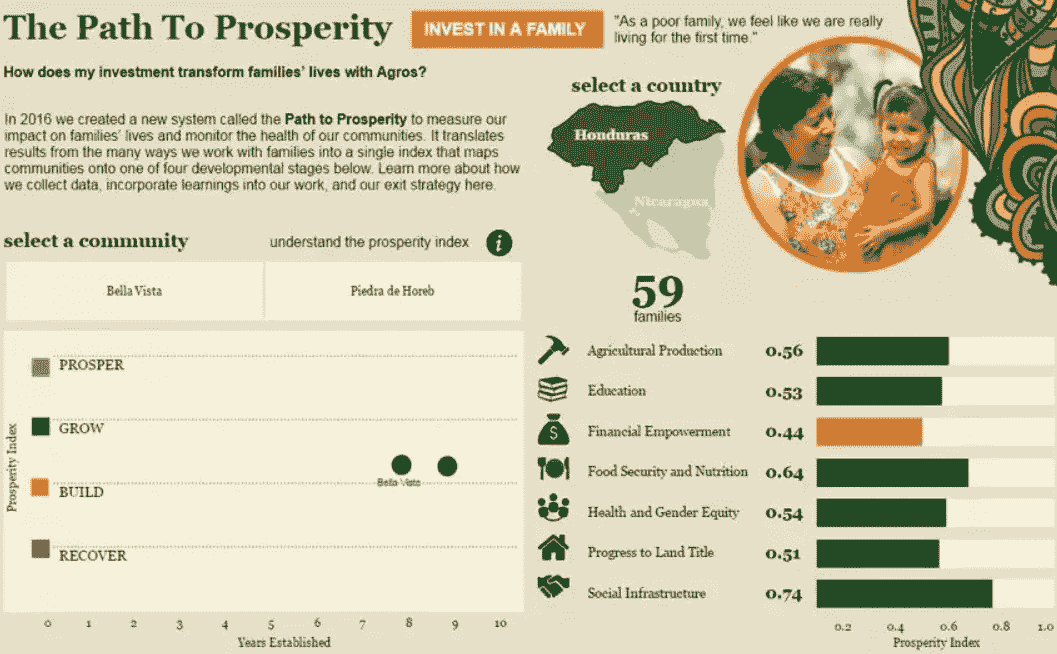 The Path To Prosperity
INVEST IN A FAMILY
"As a poor family, we feel like we are really
living for the first time."
How does my investment transform families' lives with Agros?
In 2016 we created a new system called the Path to Prosperity to measure our
impact on families' lives and monitor the health of our communities. It translates
results from the many ways we work with families into a single index that maps
communities onto one of four developmental stages below. Learn more about how
we collect data, incorporate learnings into our work, and our exit strategy here.
select a country
Honduras
Nicaragua
select a community
understand the prosperity index
i
Bella Vista
Piedra de Horeb
59
families
Prosperity Index
PROSPER
GROW
BUILD
RECOVER
Bella Vista
0 1 2 3 4 5 6 7 8 9 10
Years Established
Agricultural Production 0.56
Education 0.53
$
Financial Empowerment 0.44
Food Security and Nutrition 0.64
Health and Gender Equity 0.54
Progress to Land Title 0.51
Social Infrastructure 0.74
0.2 0.4 0.6 0.8 1.0
Prosperity Index